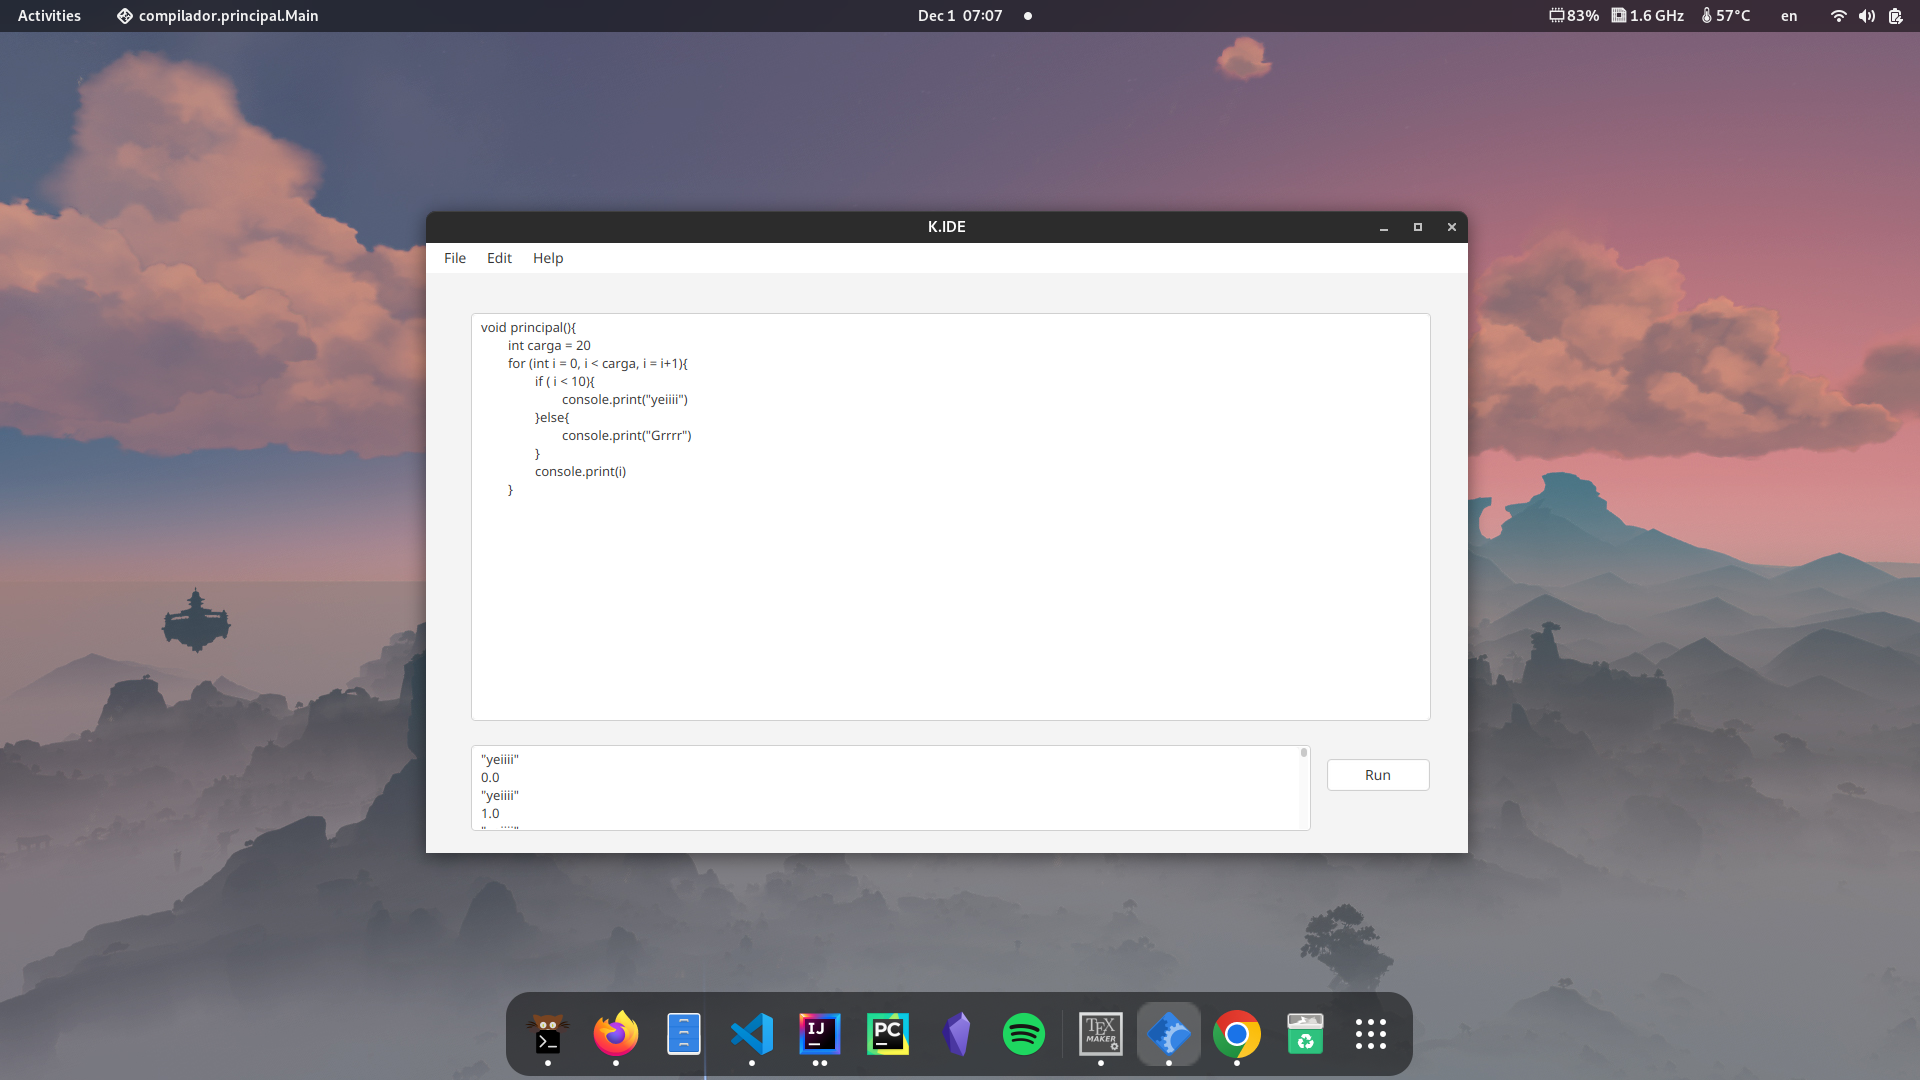 Activities compilador.principal.Main Dec 1 07:07 83% 1.6 GHz 57°C en
K.IDE
File Edit Help
void principal(){
int carga = 20
for (int i = 0, i < carga, i = i+1){
if ( i < 10){
console.print("yeiiii")
}else{
console.print("Grrrr")
}
console.print(i)
}
"yeiiii"
0.0
"yeiiii"
1.0
Run
IJ
PC
TEX
MAKER